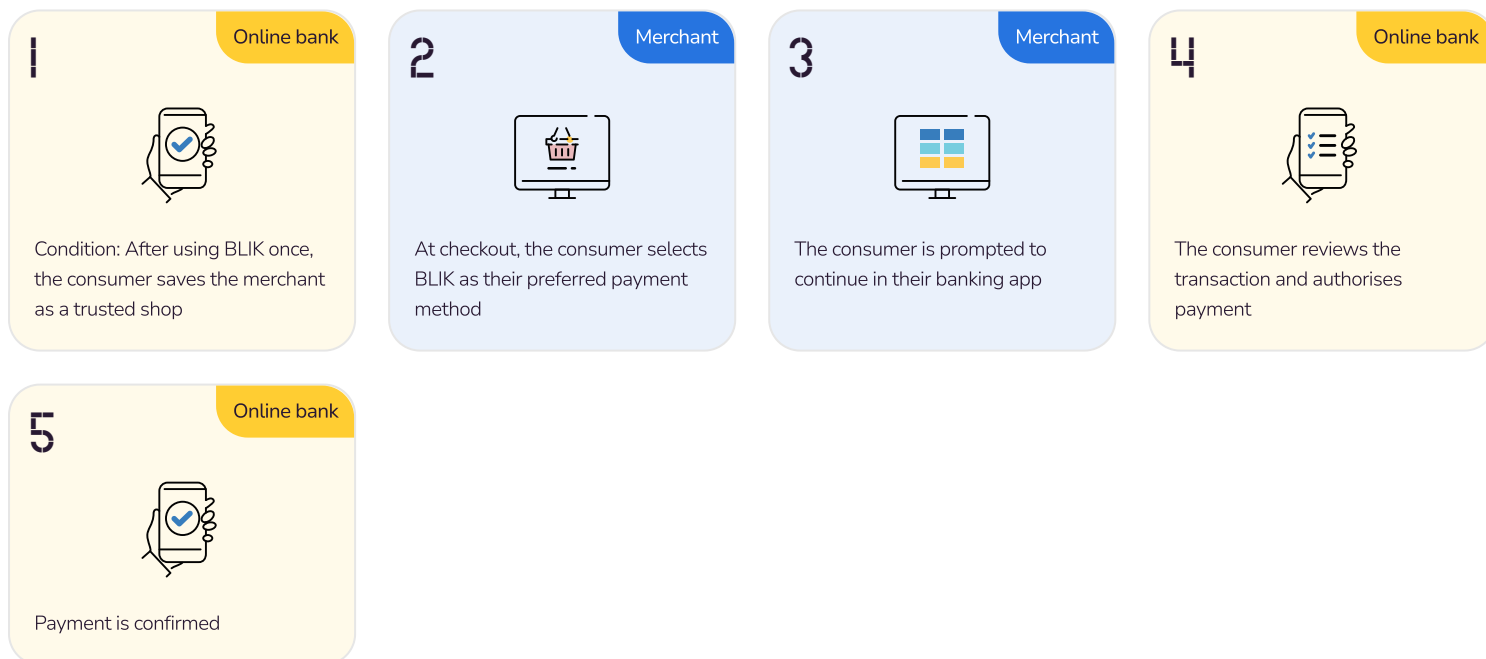 1
Online bank
Condition: After using BLIK once,
the consumer saves the merchant
as a trusted shop
2
Merchant
At checkout, the consumer selects
BLIK as their preferred payment
method
3
Merchant
The consumer is prompted to
continue in their banking app
4
Online bank
The consumer reviews the
transaction and authorises
payment
5
Online bank
Payment is confirmed